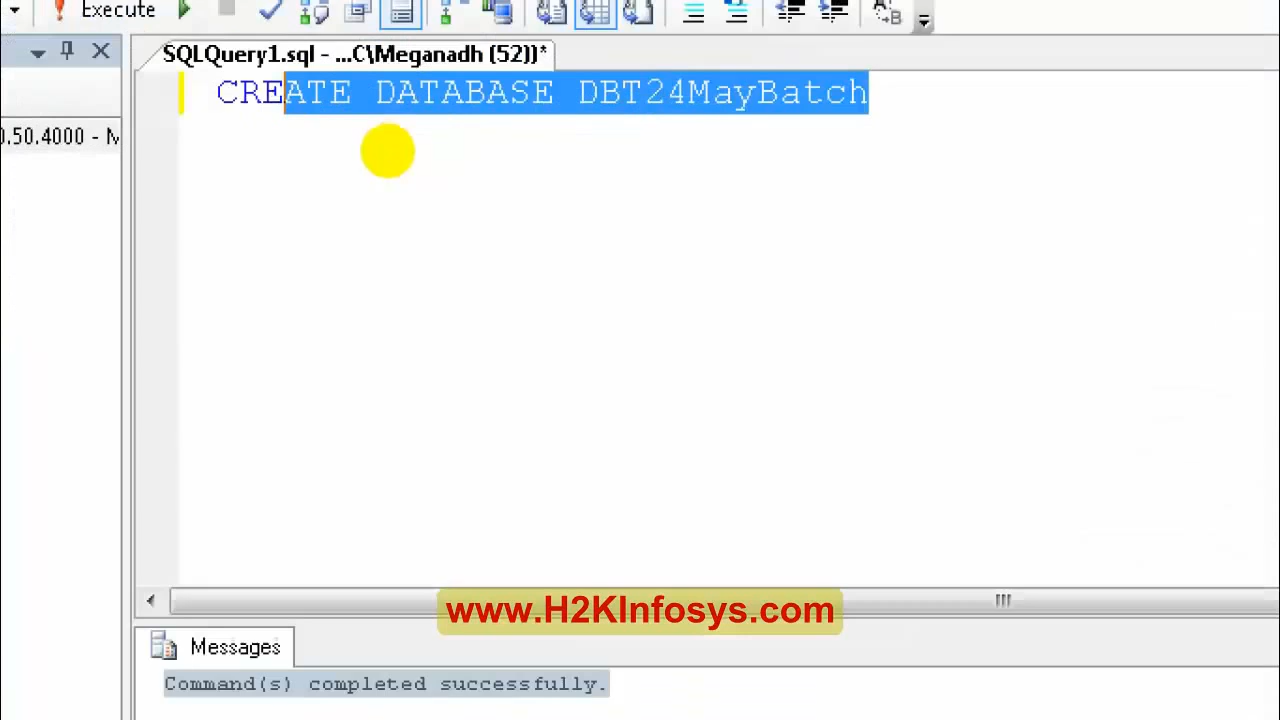 Execute
SQLQuery1.sql - ...C\Meganadh (52))*
CREATE DATABASE DBT24MayBatch
0.50.4000 - M
www.H2KInfosys.com
Messages
Command(s) completed successfully.